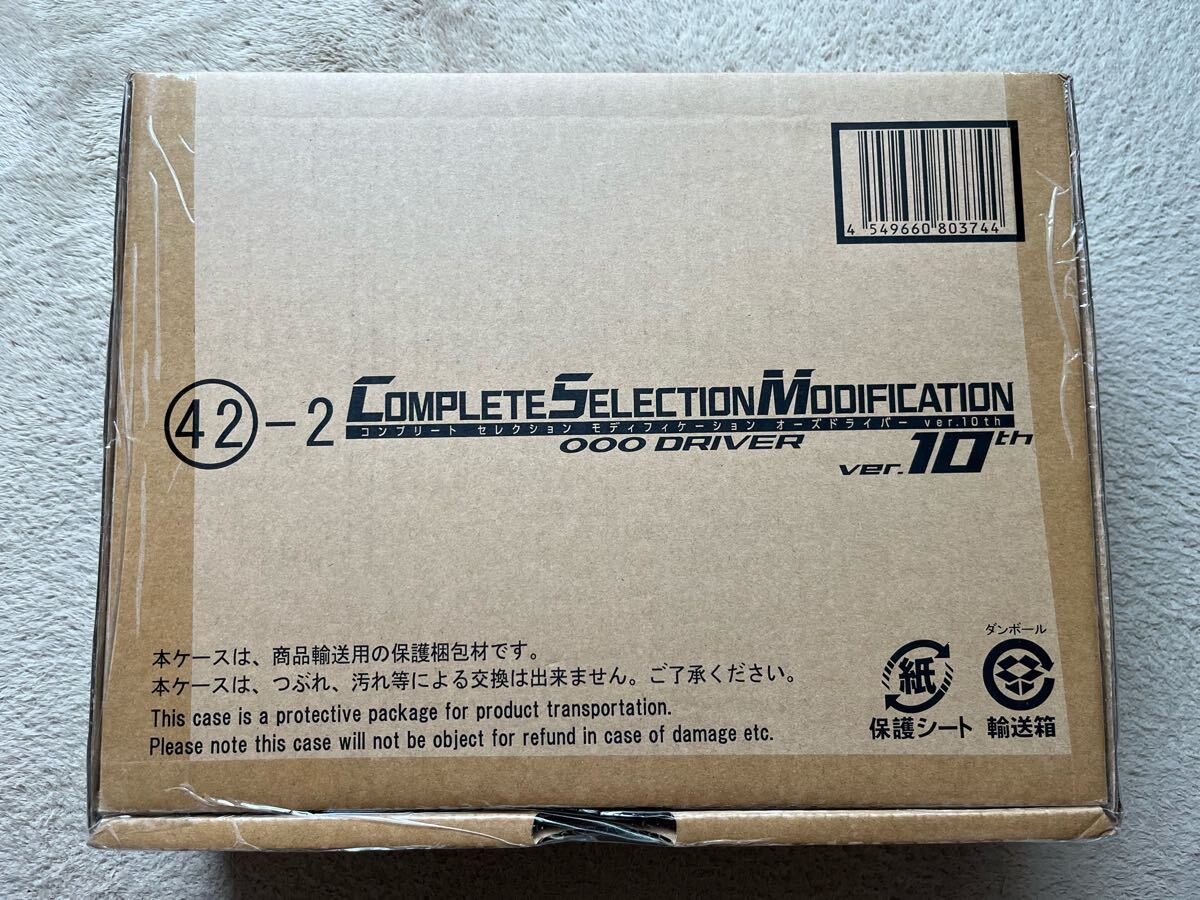 4 549660 803744
42-2 COMPLETE SELECTION MODIFICATION
コンプリート セレクション モディフィケーション オーズドライバー ver.10th
OOO DRIVER
ver.10th
ダンボール
紙
保護シート 輸送箱
本ケースは、商品輸送用の保護梱包材です。
本ケースは、つぶれ、汚れ等による交換は出来ません。ご了承ください。
This case is a protective package for product transportation.
Please note this case will not be object for refund in case of damage etc.